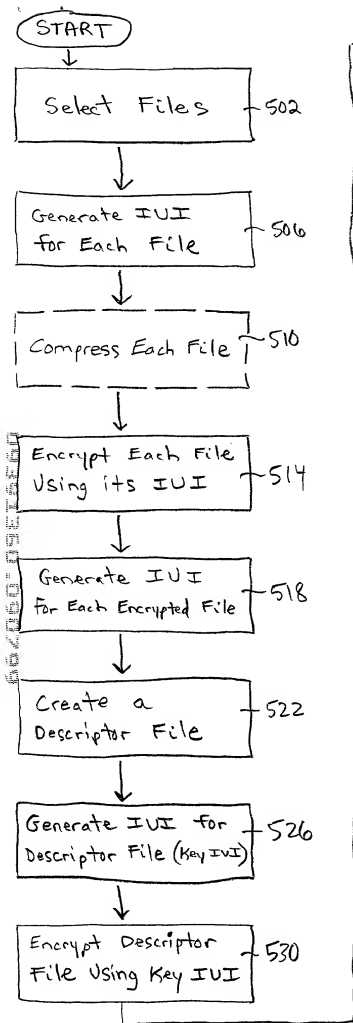 START
Select Files
502
Generate IUI
for Each File
506
Compress Each File
510
Encrypt Each File
Using its IUI
514
Generate IUI
for Each Encrypted File
518
Create a
Descriptor File
522
Generate IUI for
Descriptor File (Key IUI)
526
Encrypt Descriptor
File Using Key IUI
530